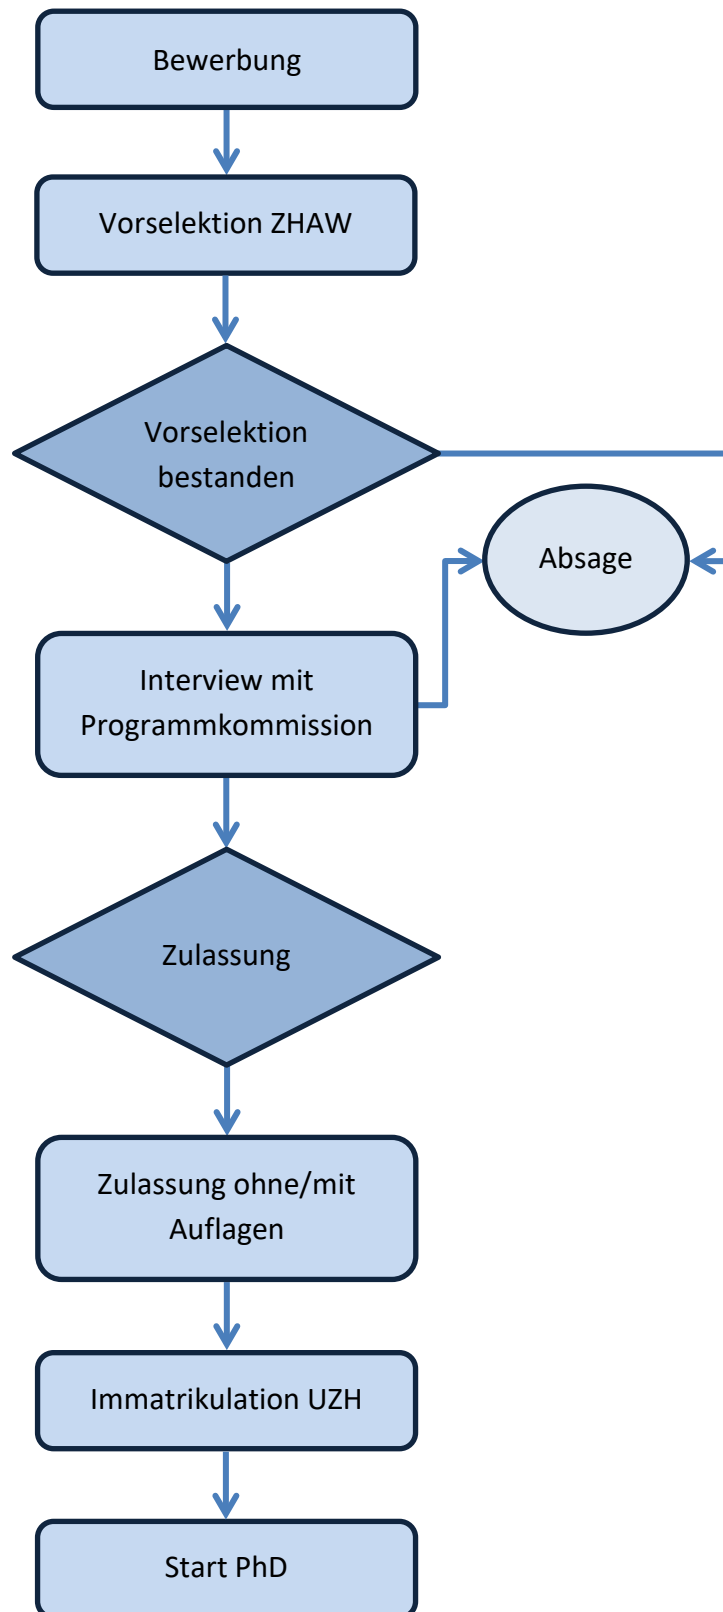 Bewerbung
Vorselektion ZHAW
Vorselektion
bestanden
Absage
Interview mit
Programmkommission
Zulassung
Zulassung ohne/mit
Auflagen
Immatrikulation UZH
Start PhD